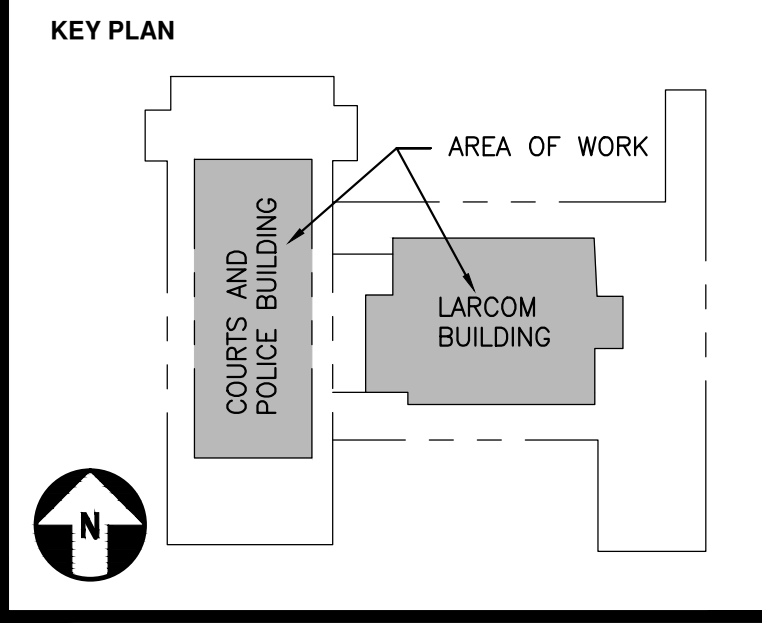 KEY PLAN
AREA OF WORK
COURTS AND
POLICE BUILDING
LARCOM
BUILDING
N